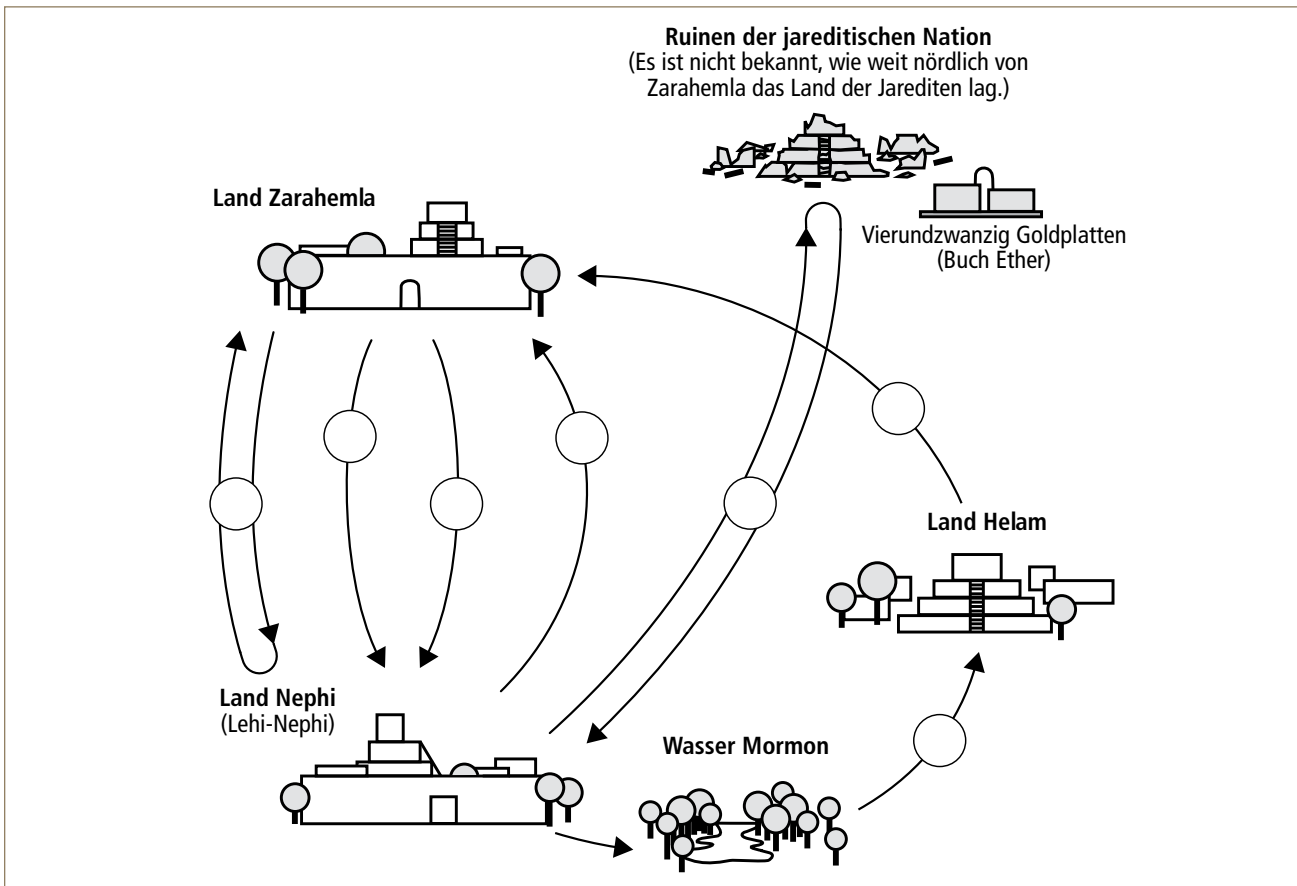 Ruinen der jareditischen Nation
(Es ist nicht bekannt, wie weit nördlich von
Zarahemla das Land der Jarediten lag.)
Land Zarahemla
Vierundzwanzig Goldplatten
(Buch Ether)
Land Helam
Land Nephi
(Lehi-Nephi)
Wasser Mormon